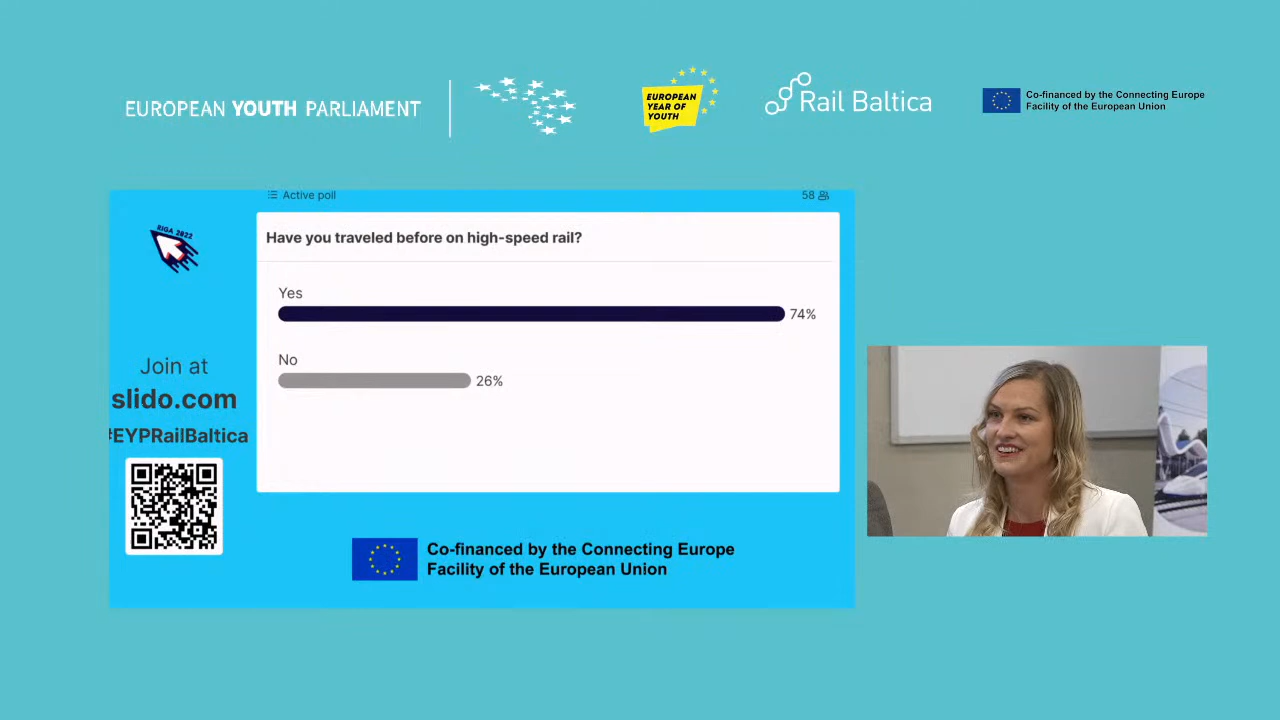 EUROPEAN YOUTH PARLIAMENT
EUROPEAN
YEAR OF
YOUTH
Rail Baltica
Co-financed by the Connecting Europe
Facility of the European Union
Active poll
58
RIGA 2022
Have you traveled before on high-speed rail?
Yes
74%
No
26%
Join at
slido.com
#EYPRailBaltica
Co-financed by the Connecting Europe
Facility of the European Union